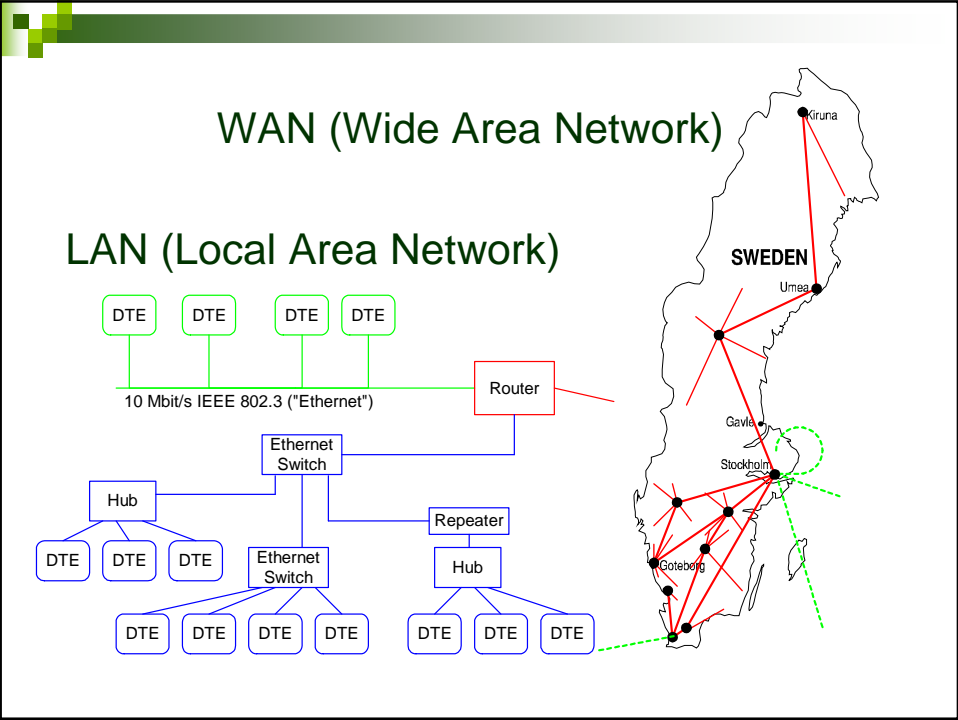 WAN (Wide Area Network)
Kiruna
LAN (Local Area Network)
SWEDEN
Umea
DTE DTE DTE DTE
Router
10 Mbit/s IEEE 802.3 ("Ethernet")
Gavle
Ethernet
Switch
Stockholm
Hub
Repeater
DTE DTE DTE
Ethernet
Switch
Hub
Goteborg
DTE DTE DTE DTE
DTE DTE DTE